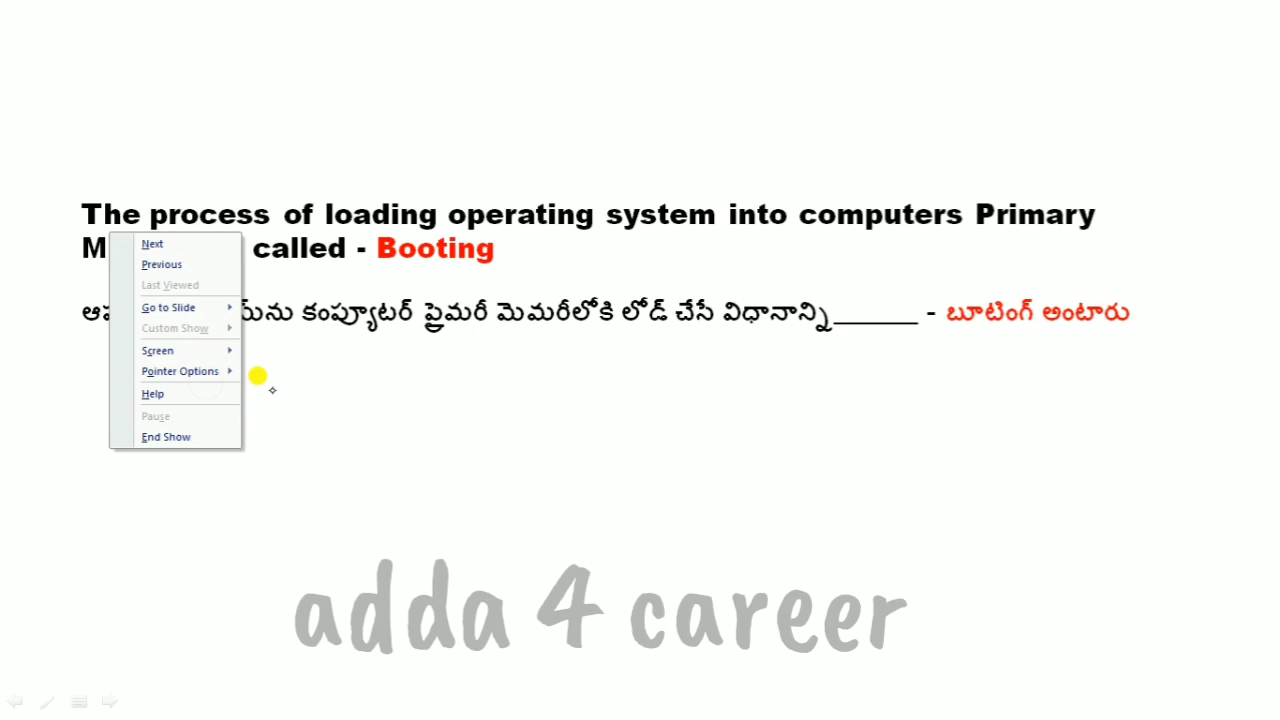 The process of loading operating system into computers Primary
called - Booting
కంప్యూటర్ ప్రైమరీ మెమరీలోకి లోడ్ చేసే విధానాన్ని______ - బూటింగ్ అంటారు
Next
Previous
Last Viewed
Go to Slide
Custom Show
Screen
Pointer Options
Help
Pause
End Show
adda 4 career